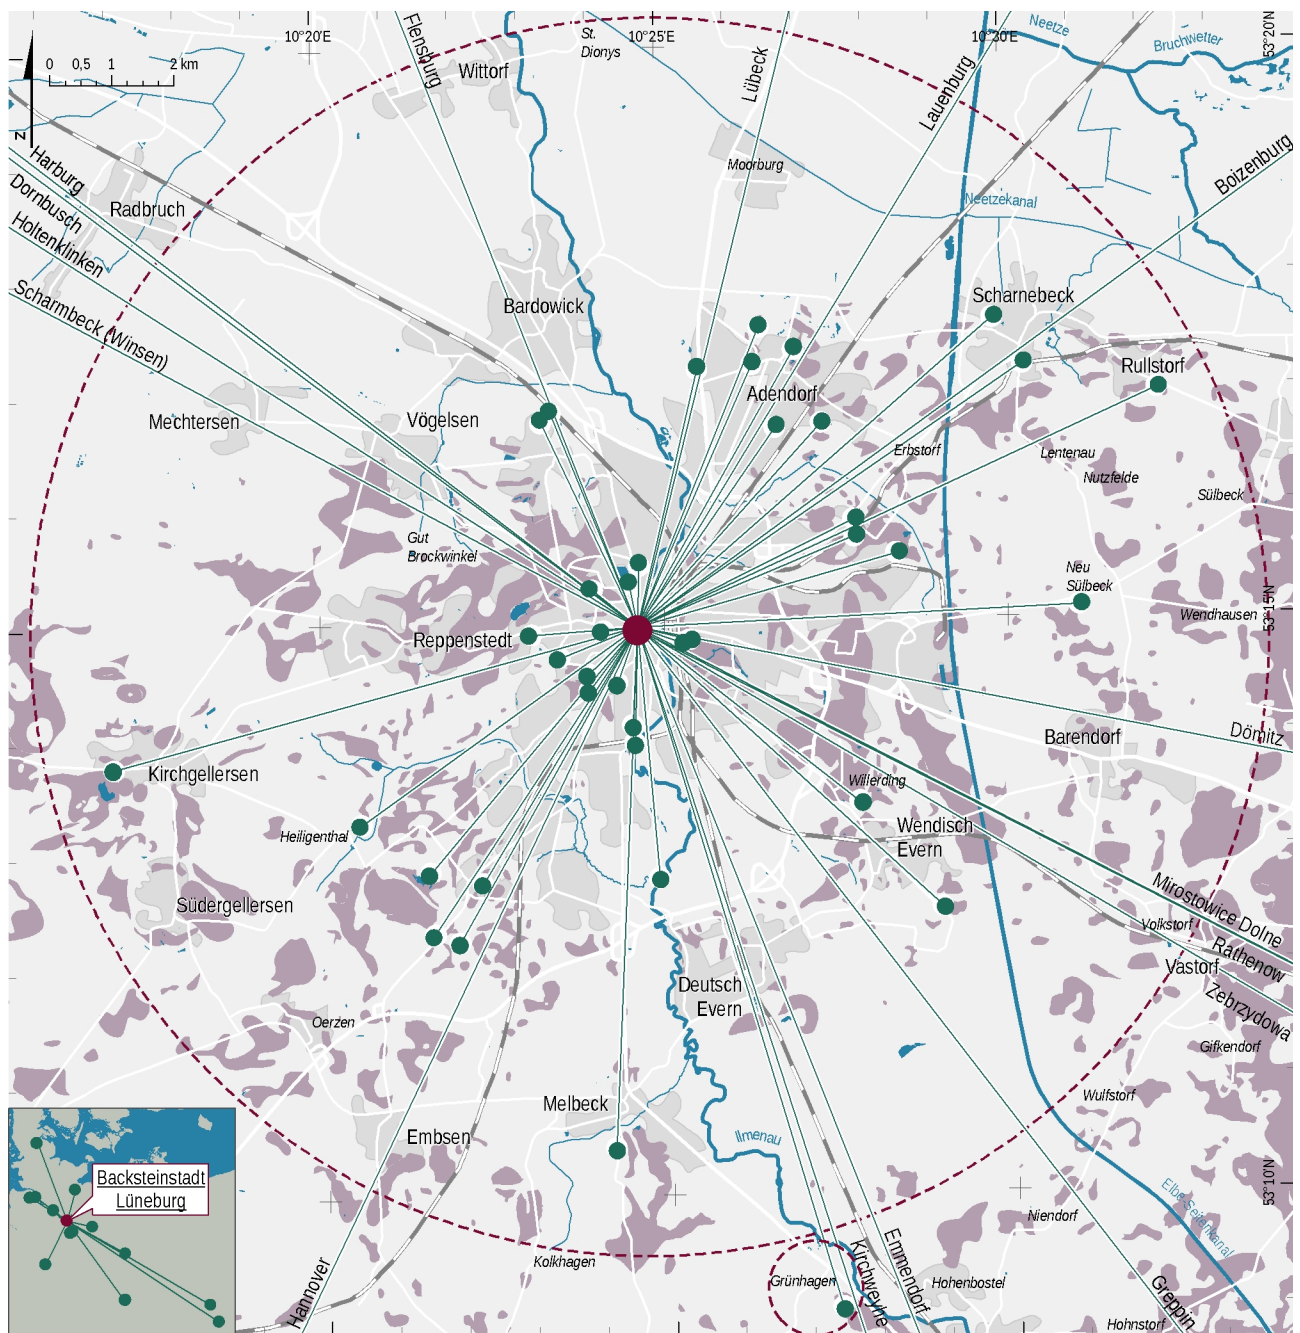 10°20'E
10°25'E
10°30'E
53°20'N
St.
Dionys
Flensburg
Lübeck
Lauenburg
Neetze
Bruchwetter
0 0,5 1 2 km
Wittorf
N
Harburg
Dornbusch
Holtenklinken
Scharmbeck (Winsen)
Radbruch
Moorburg
Boizenburg
Neetzekanal
Bardowick
Scharnebeck
Rullstorf
Adendorf
Mechtersen
Vögelsen
Erbstorf
Lentenau
Nutzfelde
Sülbeck
Gut
Brockwinkel
Neu
Sülbeck
Wendhausen
53°15'N
Reppenstedt
Dömitz
Barendorf
Kirchgellersen
Willerding
Heiligenthal
Wendisch
Evern
Südgellersen
Mirostowice Dolne
Volkstorf
Rathenow
Vastorf
Zebrzydowa
Deutsch
Evern
Oerzen
Gifkendorf
Wulfstorf
Melbeck
Embsen
Ilmenau
Backsteinstadt
Lüneburg
Elbe-Seitenkanal
53°10'N
Niendorf
Kolkhagen
Grünhagen
Hohenbostel
Hannover
Kirchweyhe
Emmendorf
Greppin
Hohnstorf